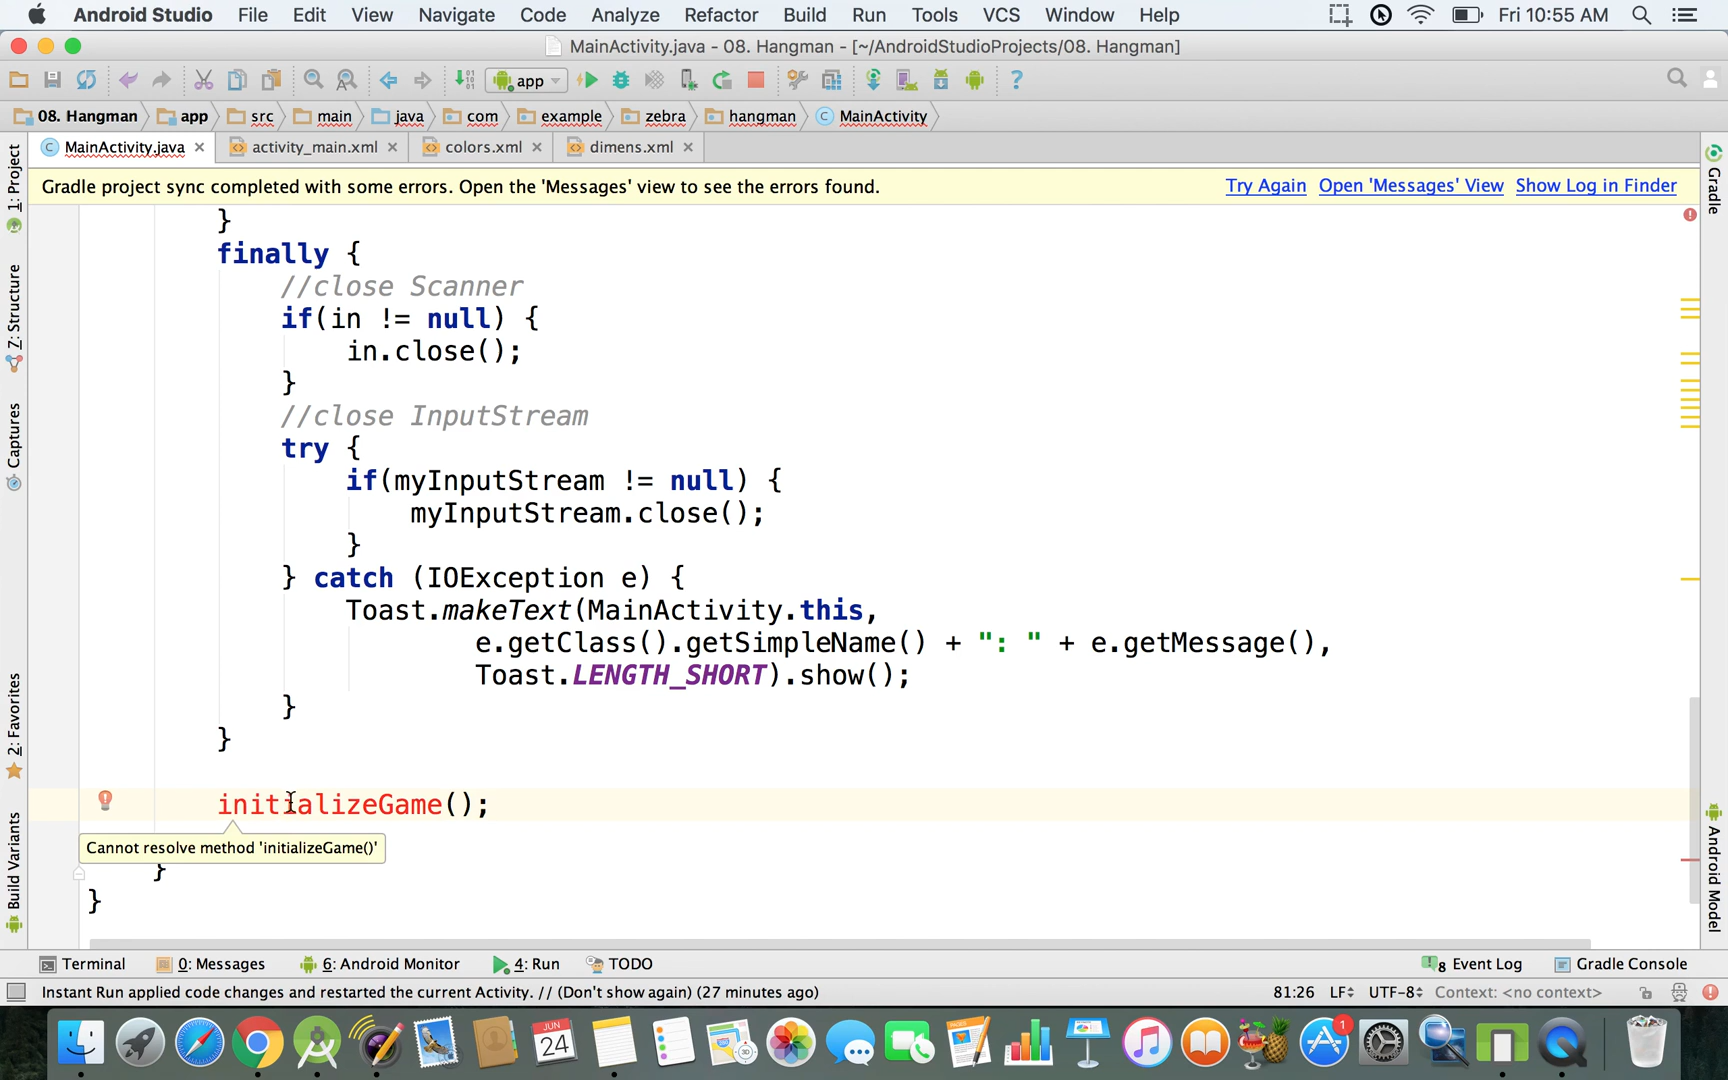 Android Studio File Edit View Navigate Code Analyze Refactor Build Run Tools VCS Window Help Fri 10:55 AM
MainActivity.java - 08. Hangman - [~/AndroidStudioProjects/08. Hangman]
app
08. Hangman app src main java com example zebra hangman MainActivity
MainActivity.java activity_main.xml colors.xml dimens.xml
Gradle project sync completed with some errors. Open the 'Messages' view to see the errors found. Try Again Open 'Messages' View Show Log in Finder
1: Project
7: Structure
Captures
2: Favorites
Build Variants
}
finally {
//close Scanner
if(in != null) {
in.close();
}
//close InputStream
try {
if(myInputStream != null) {
myInputStream.close();
}
} catch (IOException e) {
Toast.makeText(MainActivity.this,
e.getClass().getSimpleName() + ": " + e.getMessage(),
Toast.LENGTH_SHORT).show();
}
}
initializeGame();
Cannot resolve method 'initializeGame()'
}
}
Gradle
Android Model
Terminal 0: Messages 6: Android Monitor 4: Run TODO 8 Event Log Gradle Console
Instant Run applied code changes and restarted the current Activity. // (Don't show again) (27 minutes ago) 81:26 LF UTF-8 Context: <no context>
JUN
24
1